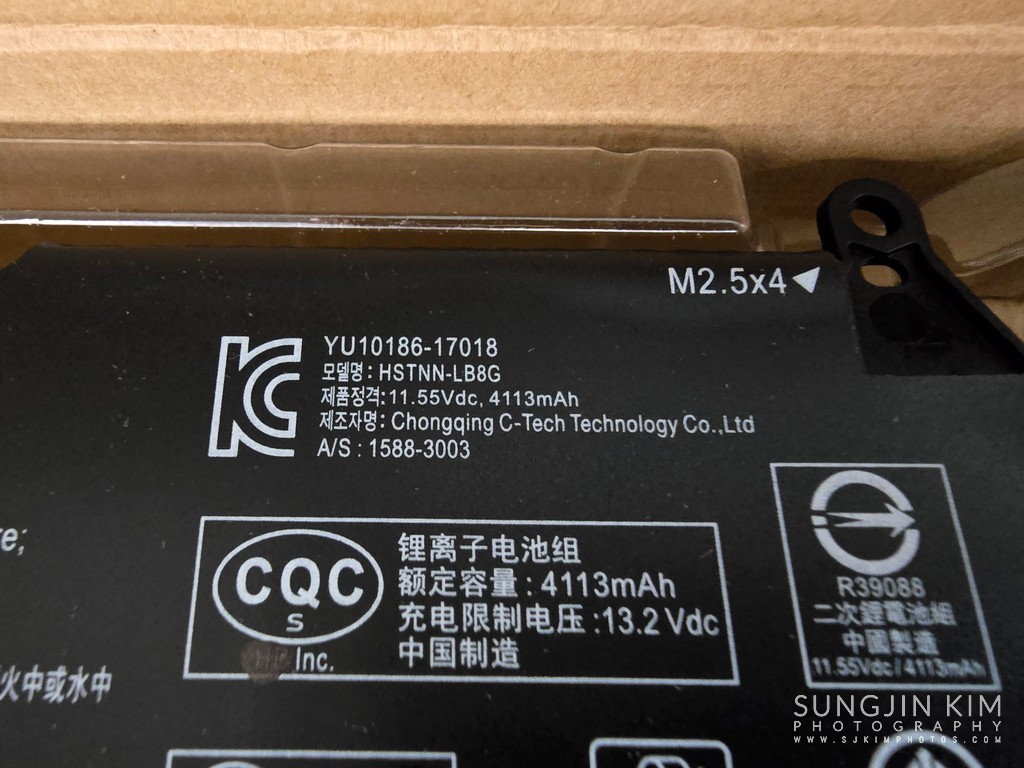 M2.5x4
YU10186-17018
모델명: HSTNN-LB8G
제품정격:11.55Vdc, 4113mAh
제조자명: Chongqing C-Tech Technology Co.,Ltd
A/S : 1588-3003
re;
CQC
S
Inc.
锂离子电池组
额定容量:4113mAh
充电限制电压:13.2 Vdc
中国制造
R39088
二次鋰電池組
中國製造
11.55Vdc/4113mAh
火中或水中
SUNGJIN KIM
PHOTOGRAPHY
WWW.SJKIMPHOTOS.COM